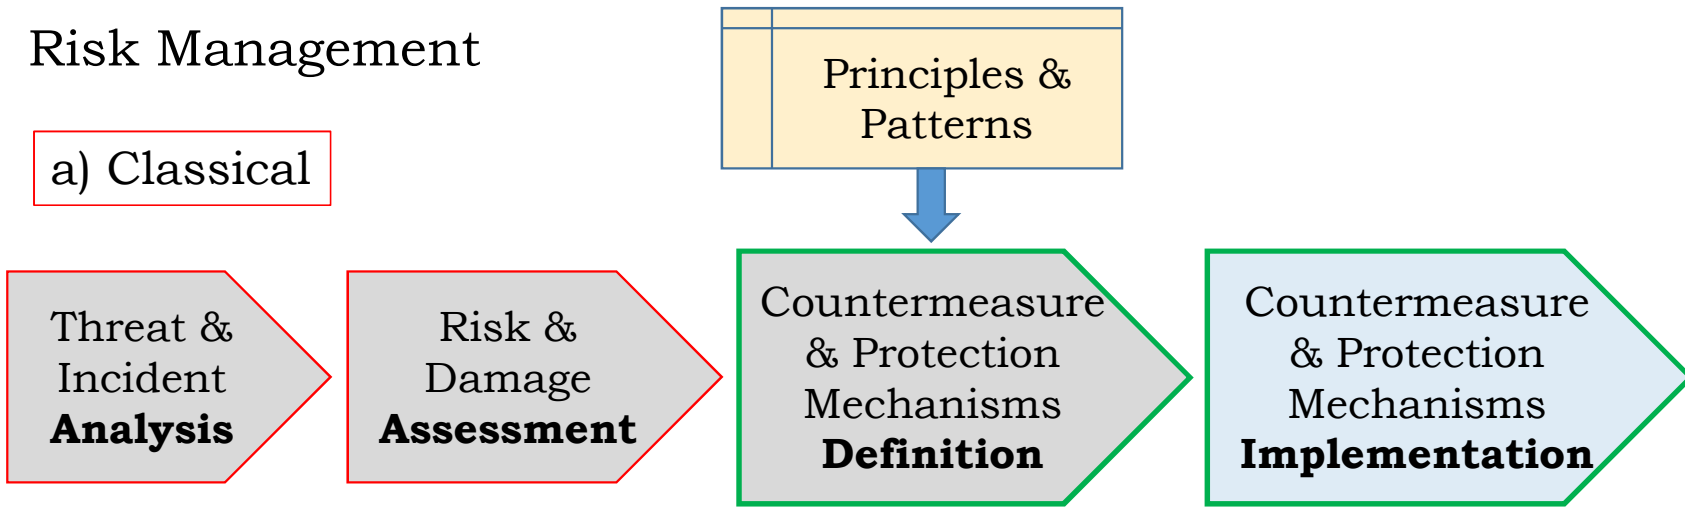 Risk Management
a) Classical
Principles &
Patterns
Threat &
Incident
Analysis
Risk &
Damage
Assessment
Countermeasure
& Protection
Mechanisms
Definition
Countermeasure
& Protection
Mechanisms
Implementation